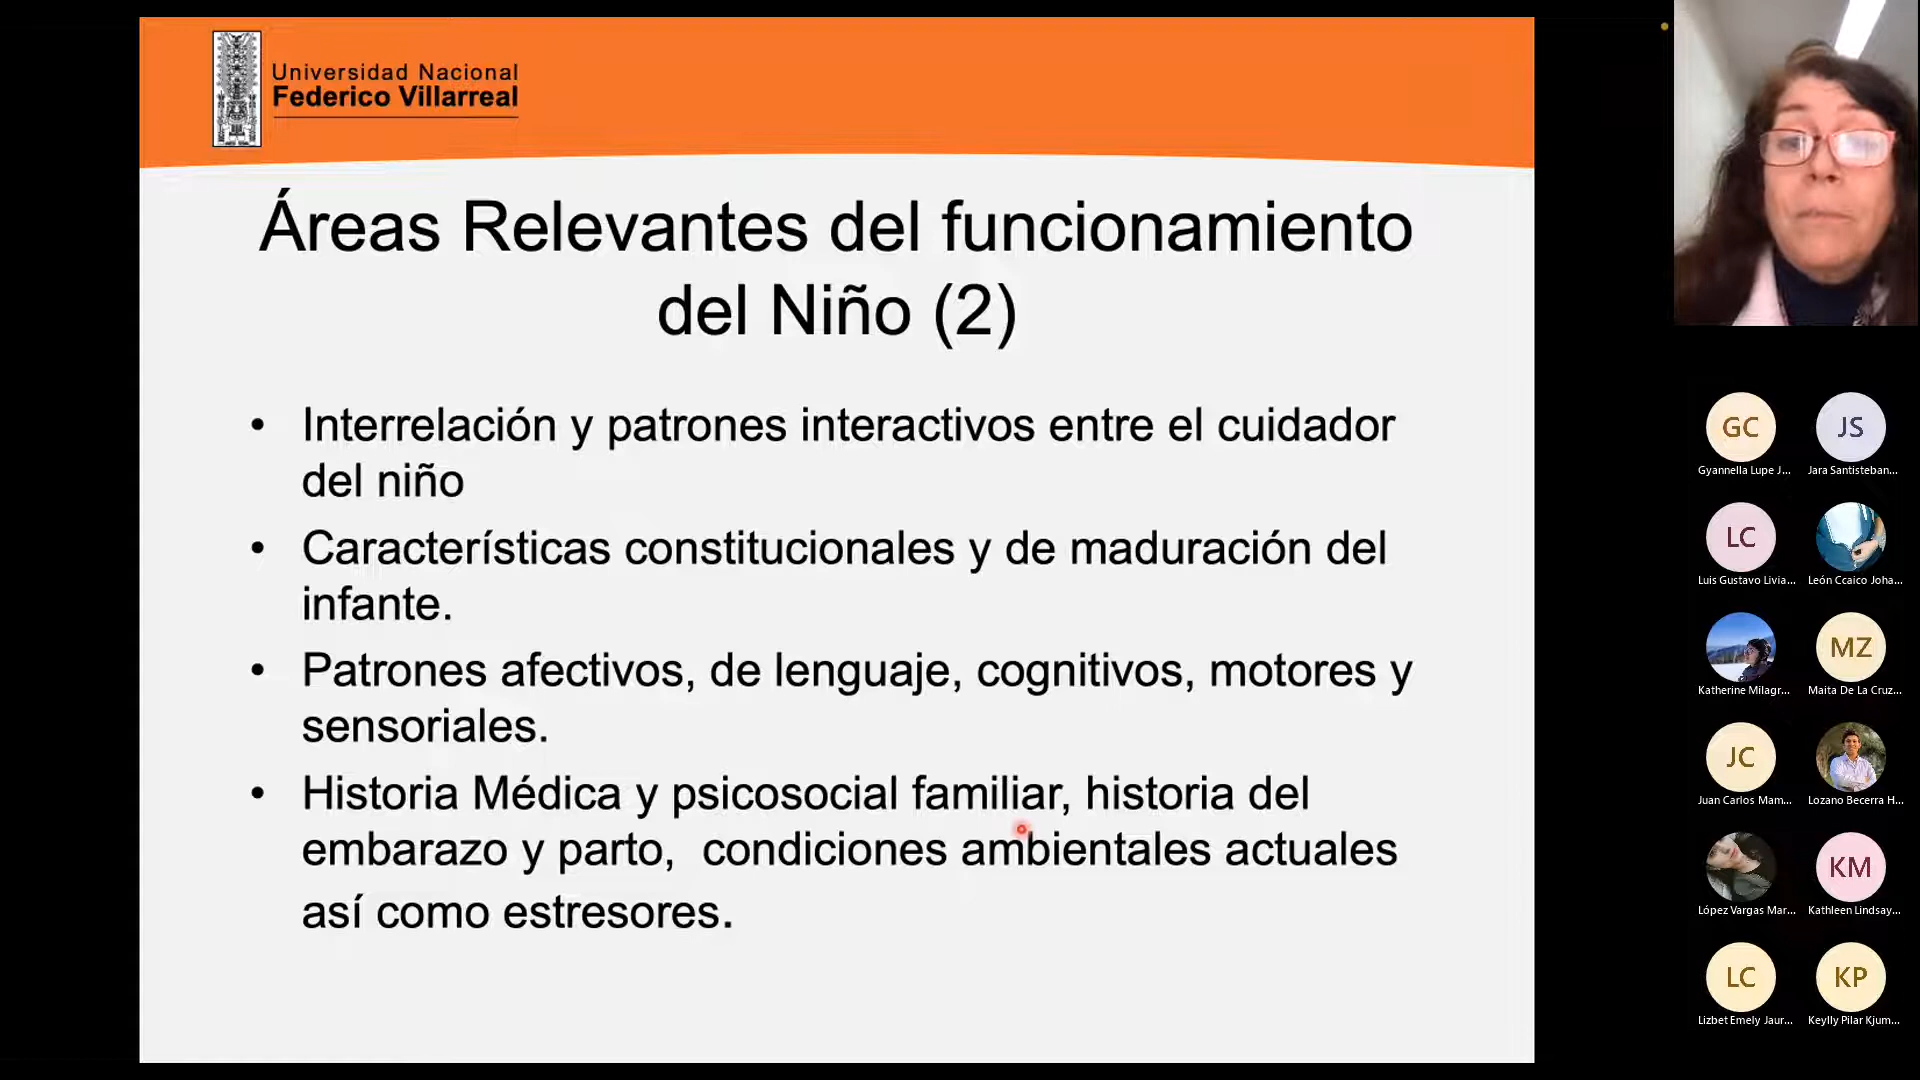 Universidad Nacional
Federico Villarreal
Áreas Relevantes del funcionamiento
del Niño (2)
• Interrelación y patrones interactivos entre el cuidador
del niño
• Características constitucionales y de maduración del
infante.
• Patrones afectivos, de lenguaje, cognitivos, motores y
sensoriales.
• Historia Médica y psicosocial familiar, historia del
embarazo y parto, condiciones ambientales actuales
así como estresores.
GC
JS
Gyannella Lupe J...
Jara Santisteban...
LC
Luis Gustavo Livia...
León Ccaico Joha...
MZ
Katherine Milagr...
Maita De La Cruz...
JC
Juan Carlos Mam...
Lozano Becerra H...
KM
López Vargas Mar...
Kathleen Lindsay...
LC
KP
Lizbet Emely Jaur...
Keylly Pilar Kjum...